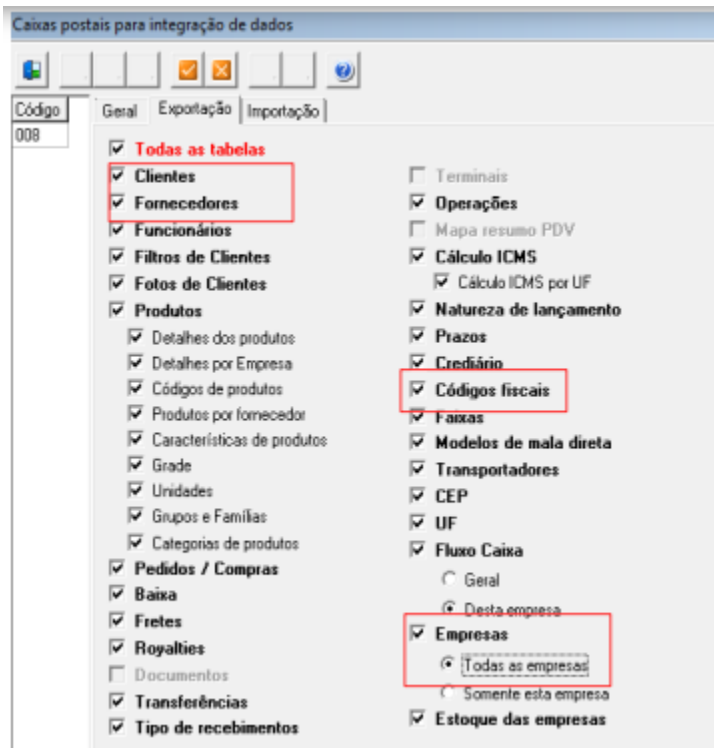 Caixas postais para integração de dados
Código
008
Geral Exportação Importação
Todas as tabelas
Clientes
Fornecedores
Funcionários
Filtros de Clientes
Fotos de Clientes
Produtos
Detalhes dos produtos
Detalhes por Empresa
Códigos de produtos
Produtos por fornecedor
Características de produtos
Grade
Unidades
Grupos e Famílias
Categorias de produtos
Pedidos / Compras
Baixa
Fretes
Royalties
Documentos
Transferências
Tipo de recebimentos
Terminais
Operações
Mapa resumo PDV
Cálculo ICMS
Cálculo ICMS por UF
Natureza de lançamento
Prazos
Crediário
Códigos fiscais
Faixas
Modelos de mala direta
Transportadores
CEP
UF
Fluxo Caixa
Geral
Desta empresa
Empresas
Todas as empresas
Somente esta empresa
Estoque das empresas